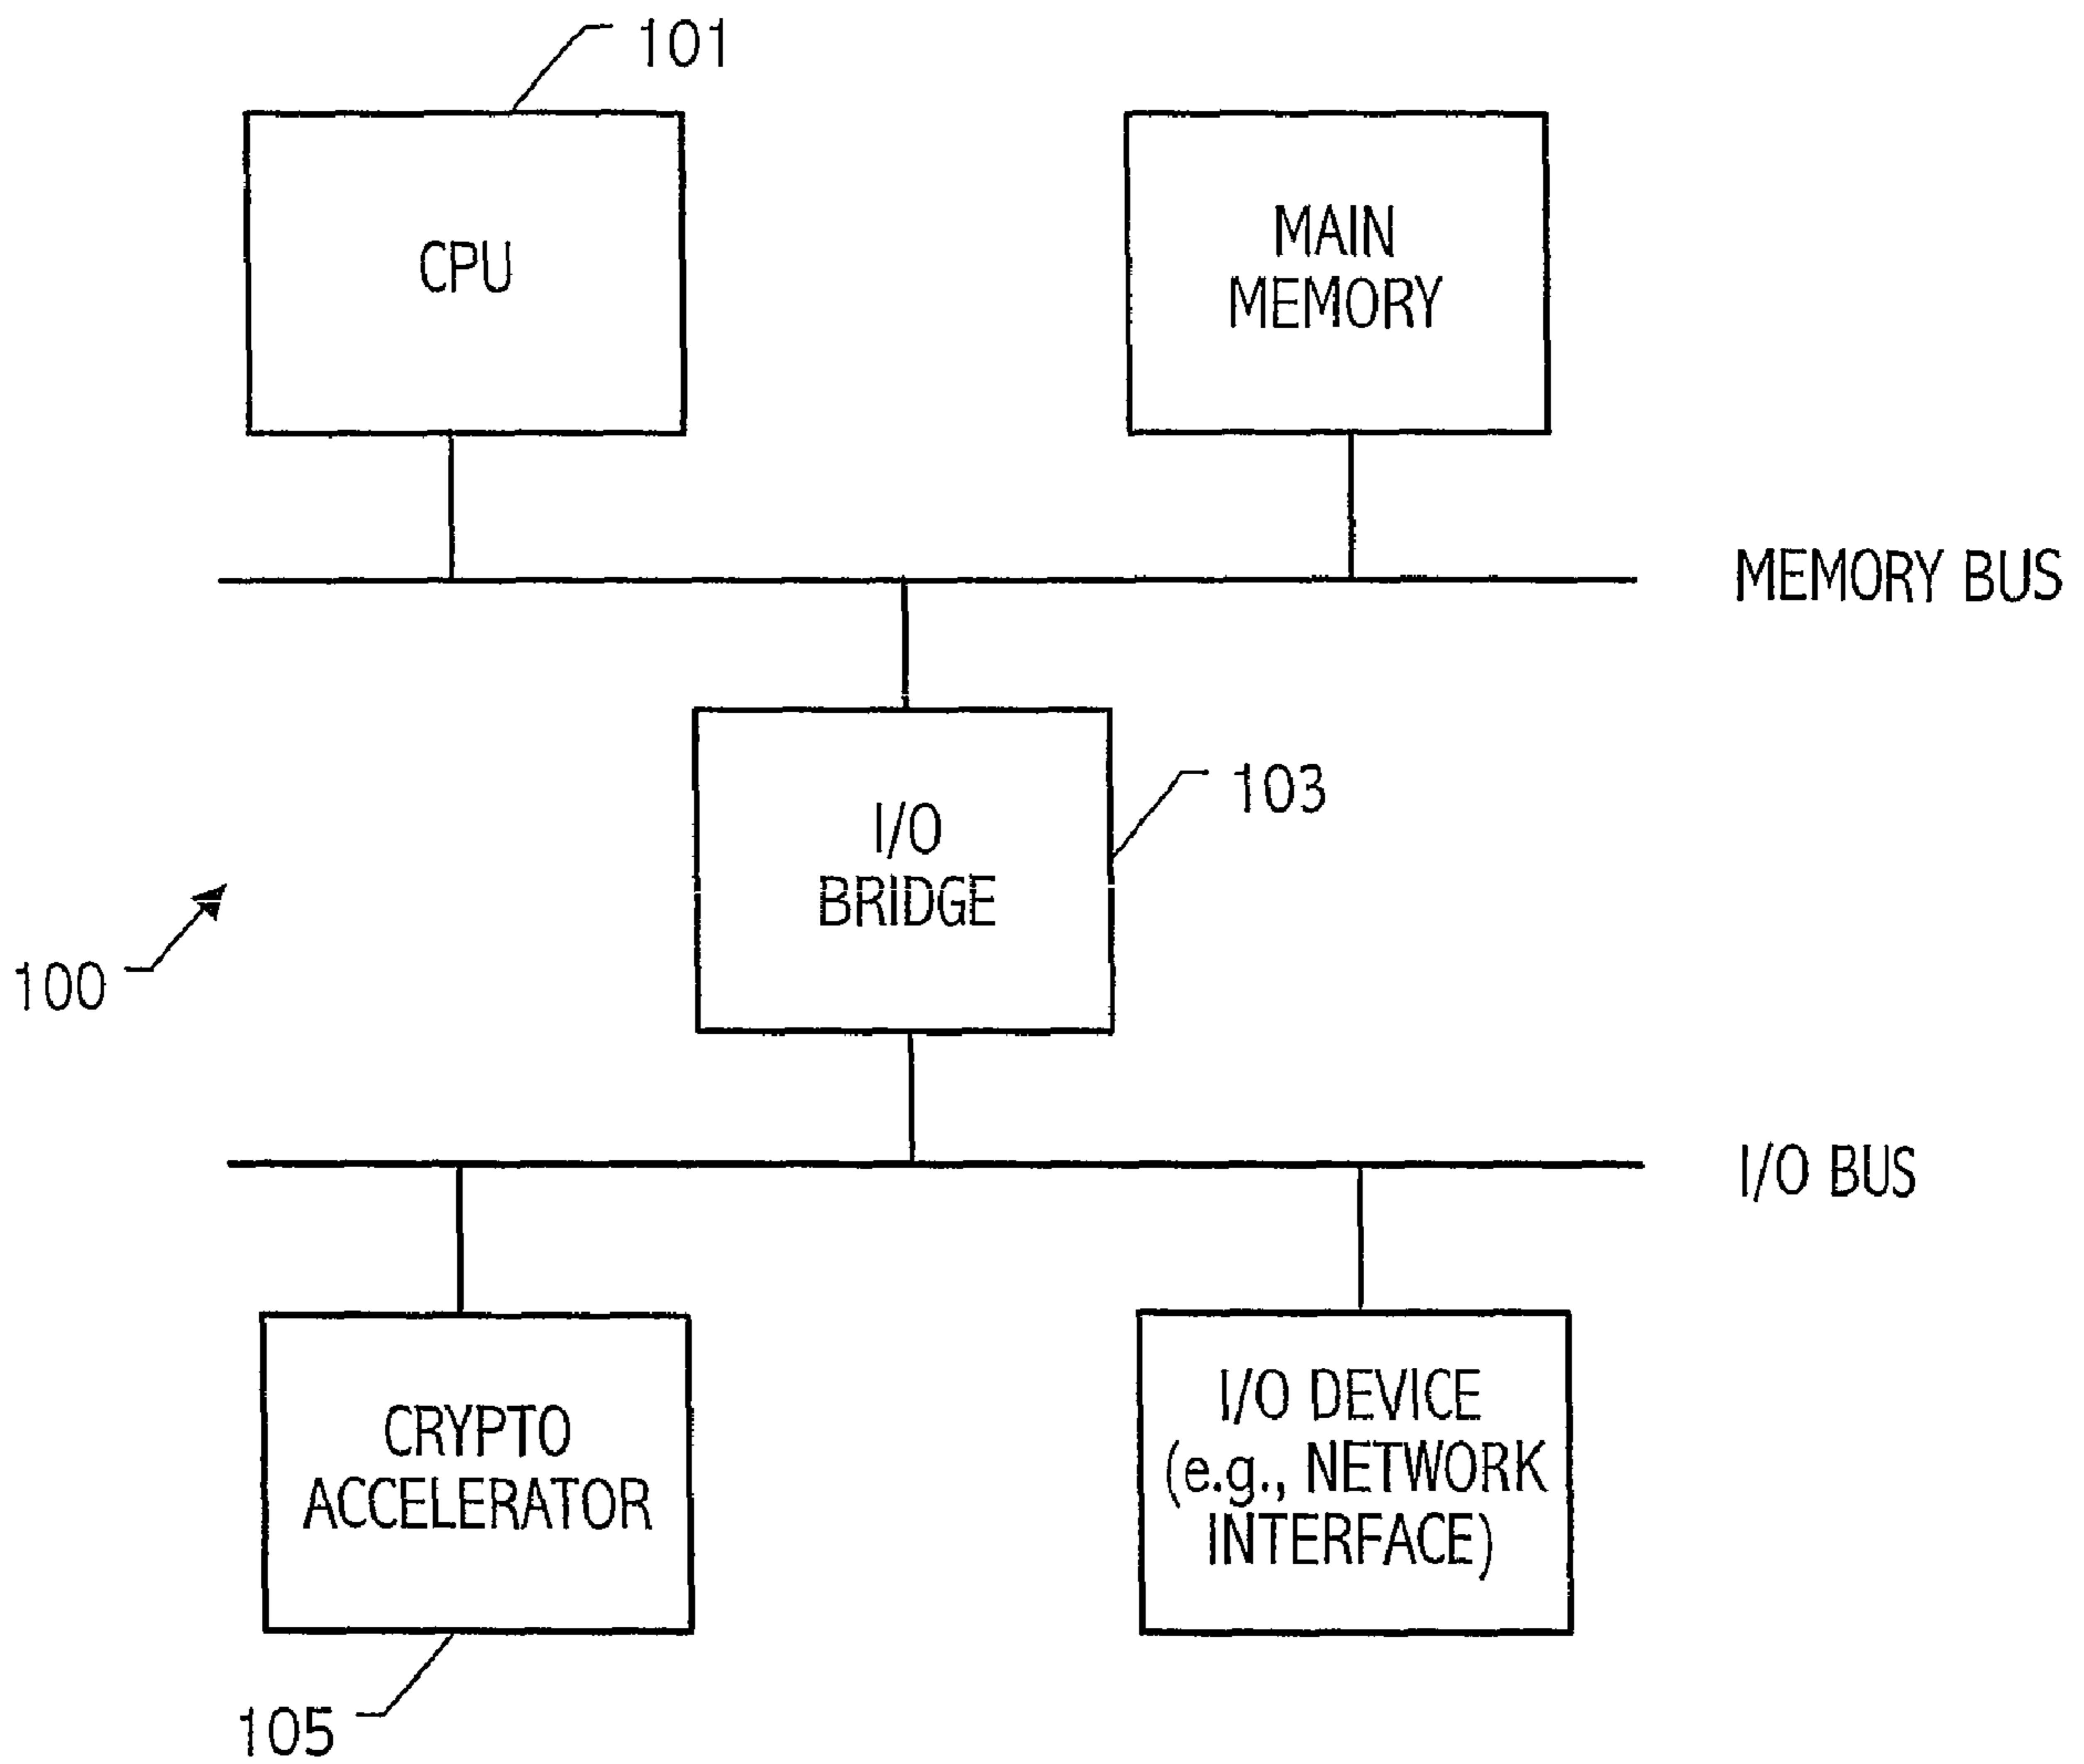 101
CPU
MAIN
MEMORY
MEMORY BUS
I/O
BRIDGE
103
100
I/O BUS
CRYPTO
ACCELERATOR
I/O DEVICE
(e.g., NETWORK
INTERFACE)
105